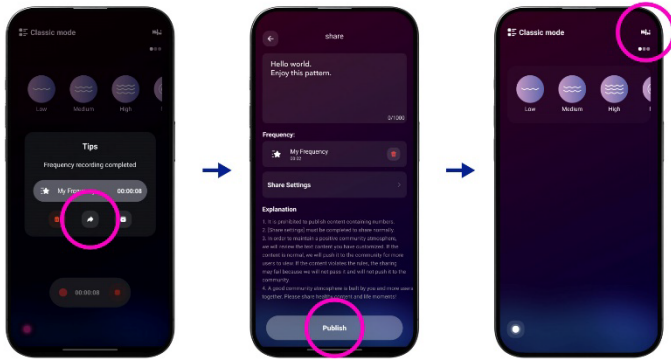 Classic mode
Low
Medium
High
Tips
Frequency recording completed
My Frequency
00:00:08
00:00:08
share
Hello world.
Enjoy this pattern.
0/1000
Frequency:
My Frequency
Share Settings
Explanation
1. It is prohibited to publish content containing numbers.
2. [Share settings] must be completed to share normally.
3. In order to maintain a positive community atmosphere,
we will review the text content you have customized. If the
content is normal, we will push it to the community for more
users to view. If the content violates the rules, the sharing
may fail because we will not pass it and will not push it to the
community.
4. A good community atmosphere is built by you and more users
together. Please share healthy content and life moments!
Publish
Classic mode
Low
Medium
High